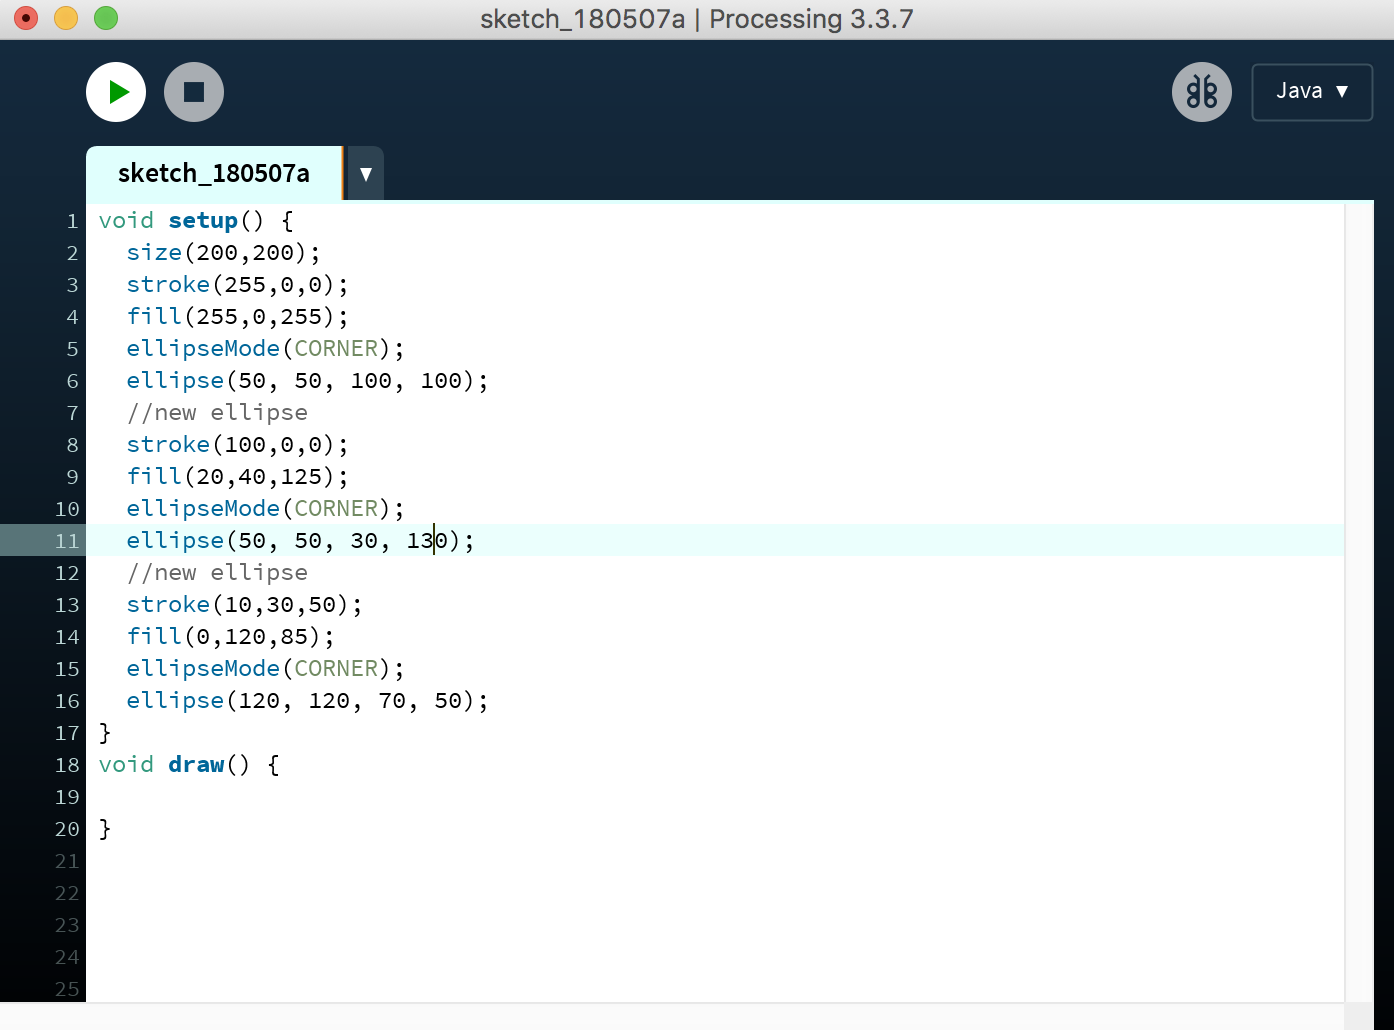 sketch_180507a | Processing 3.3.7
Java ▼
sketch_180507a ▼
1 void setup() {
2   size(200,200);
3   stroke(255,0,0);
4   fill(255,0,255);
5   ellipseMode(CORNER);
6   ellipse(50, 50, 100, 100);
7   //new ellipse
8   stroke(100,0,0);
9   fill(20,40,125);
10   ellipseMode(CORNER);
11   ellipse(50, 50, 30, 130);
12   //new ellipse
13   stroke(10,30,50);
14   fill(0,120,85);
15   ellipseMode(CORNER);
16   ellipse(120, 120, 70, 50);
17 }
18 void draw() {
19
20 }
21
22
23
24
25